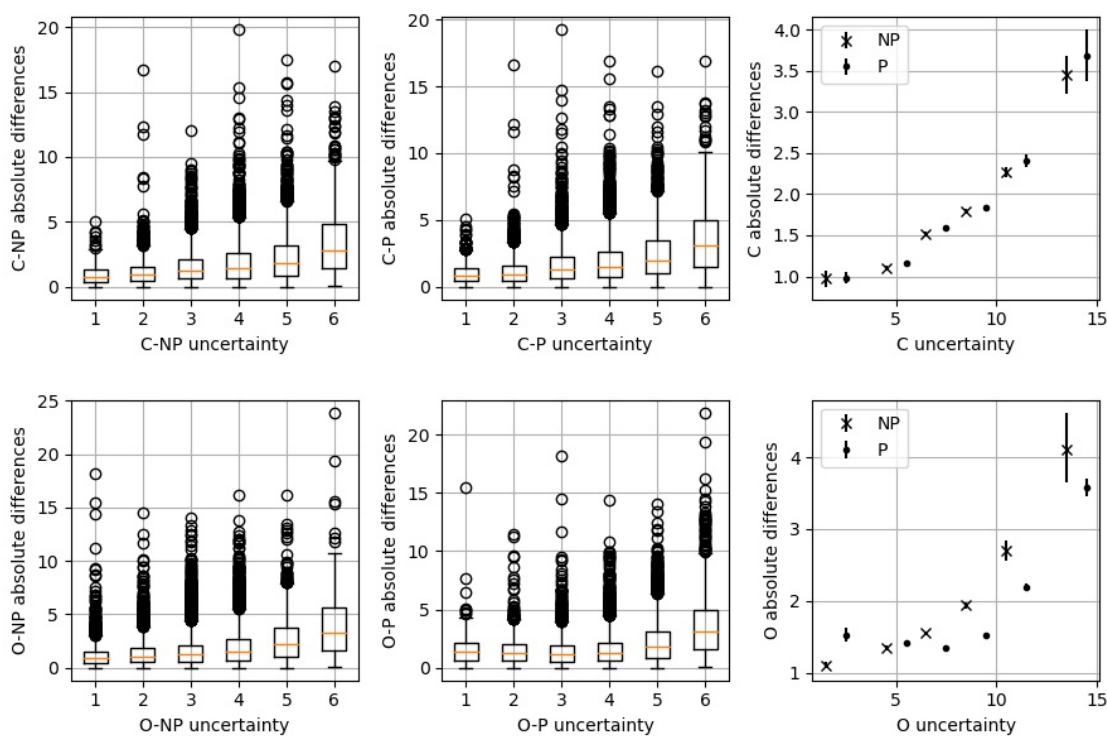 20
15
10
5
0
C-NP absolute differences
1 2 3 4 5 6
C-NP uncertainty
20
15
10
5
0
C-P absolute differences
1 2 3 4 5 6
C-P uncertainty
4.0
3.5
3.0
2.5
2.0
1.5
1.0
C absolute differences
NP
P
5 10 15
C uncertainty
25
20
15
10
5
0
O-NP absolute differences
1 2 3 4 5 6
O-NP uncertainty
20
15
10
5
0
O-P absolute differences
1 2 3 4 5 6
O-P uncertainty
4
3
2
1
O absolute differences
NP
P
5 10 15
O uncertainty